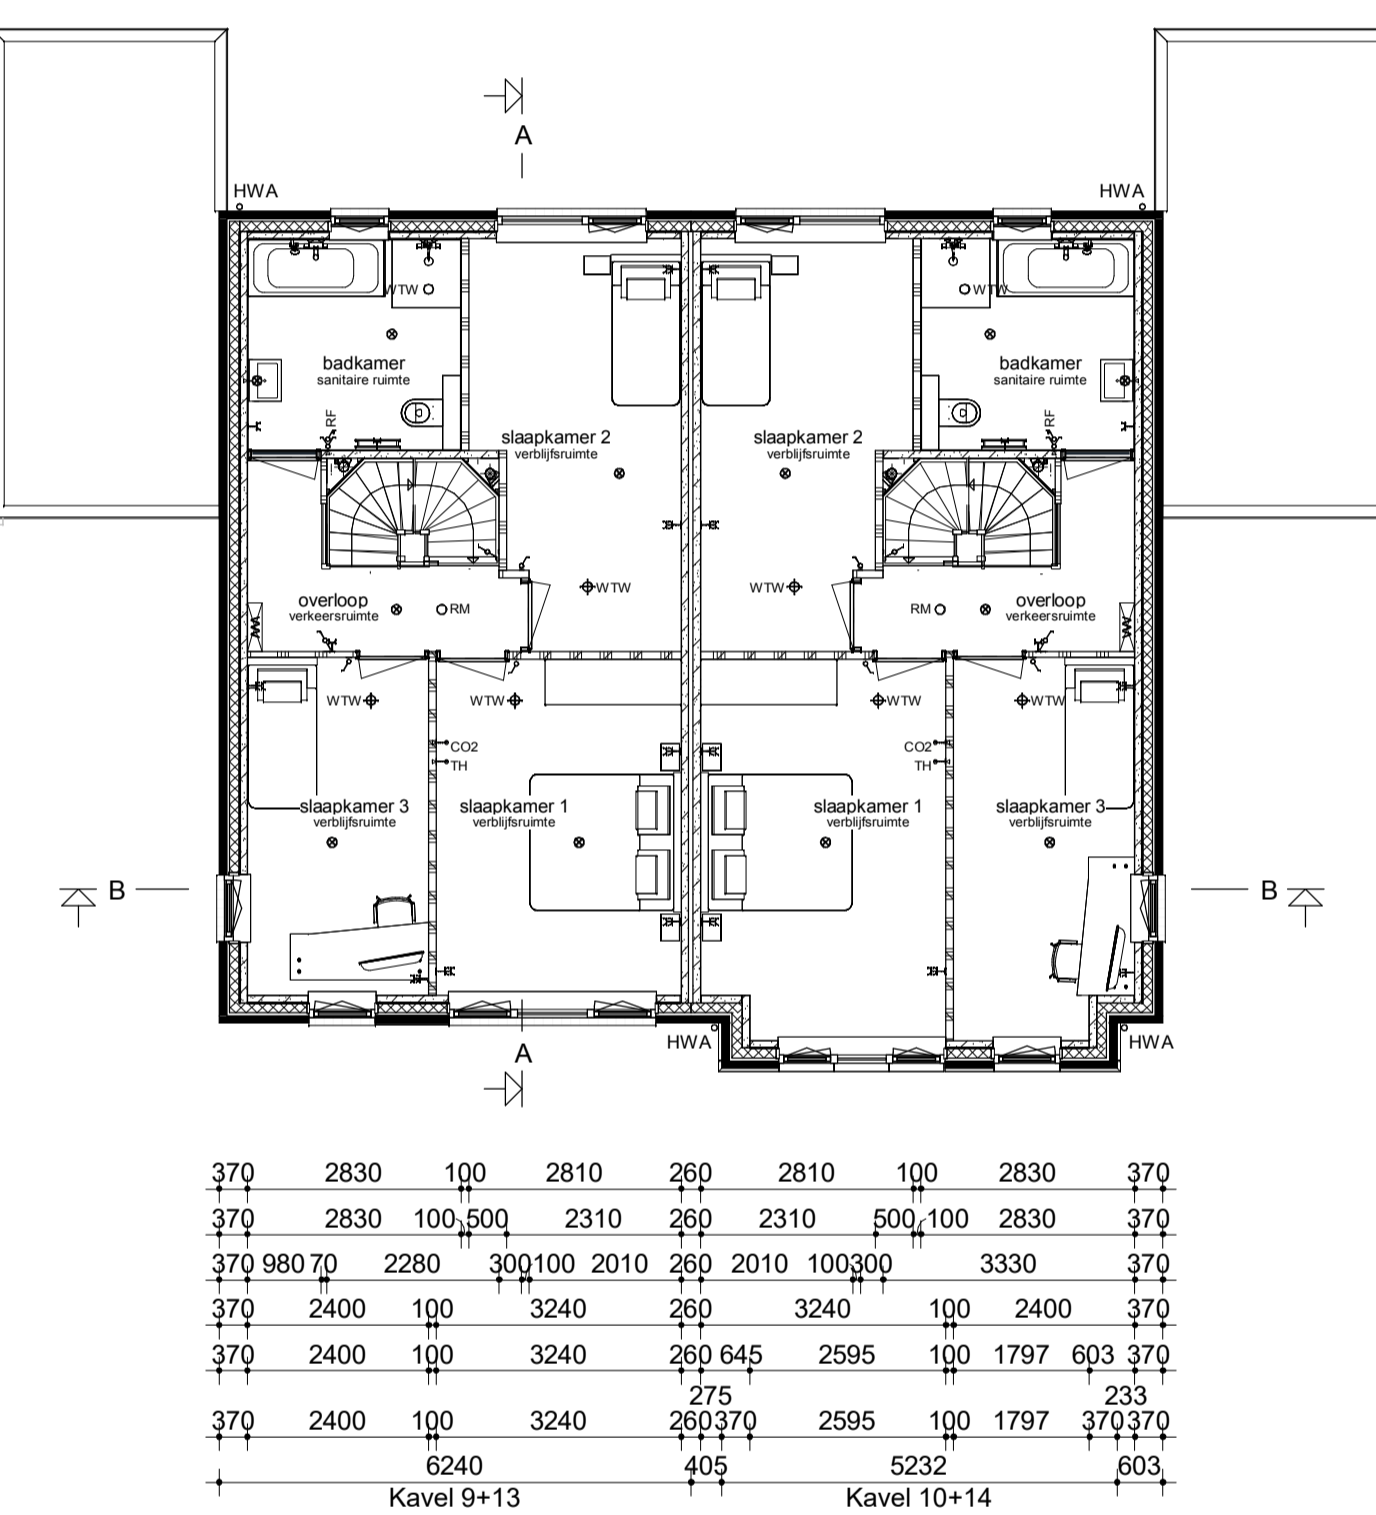 A
HWA HWA
WTW WTW
badkamer badkamer
sanitaire ruimte sanitaire ruimte
RF RF
slaapkamer 2 slaapkamer 2
verblijfsruimte verblijfsruimte
WTW WTW
overloop RM RM overloop
verkeersruimte verkeersruimte
WTW WTW WTW WTW
CO2 CO2
TH TH
slaapkamer 3 slaapkamer 1 slaapkamer 1 slaapkamer 3
verblijfsruimte verblijfsruimte verblijfsruimte verblijfsruimte
B B
A HWA HWA
370 2830 100 2810 260 2810 100 2830 370
370 2830 100 500 2310 260 2310 500 100 2830 370
370 980 70 2280 300 100 2010 260 2010 100 300 3330 370
370 2400 100 3240 260 3240 100 2400 370
370 2400 100 3240 260 645 2595 100 1797 603 370
275 233
370 2400 100 3240 260 370 2595 100 1797 370 370
6240 405 5232 603
Kavel 9+13 Kavel 10+14